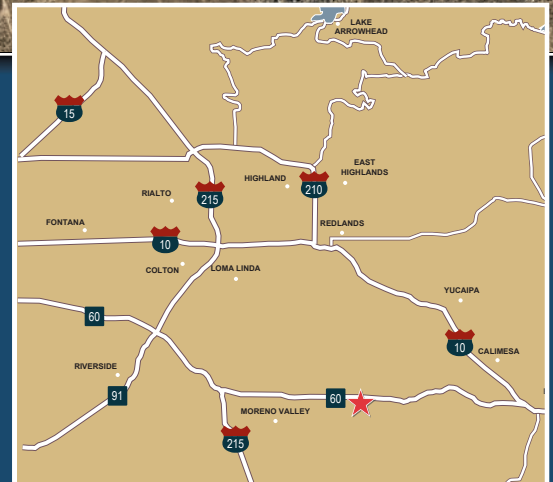 LAKE
ARROWHEAD
15
HIGHLAND
EAST
HIGHLANDS
210
RIALTO
215
FONTANA
REDLANDS
10
COLTON
LOMA LINDA
YUCAIPA
60
10
CALIMESA
RIVERSIDE
91
60
MORENO VALLEY
215